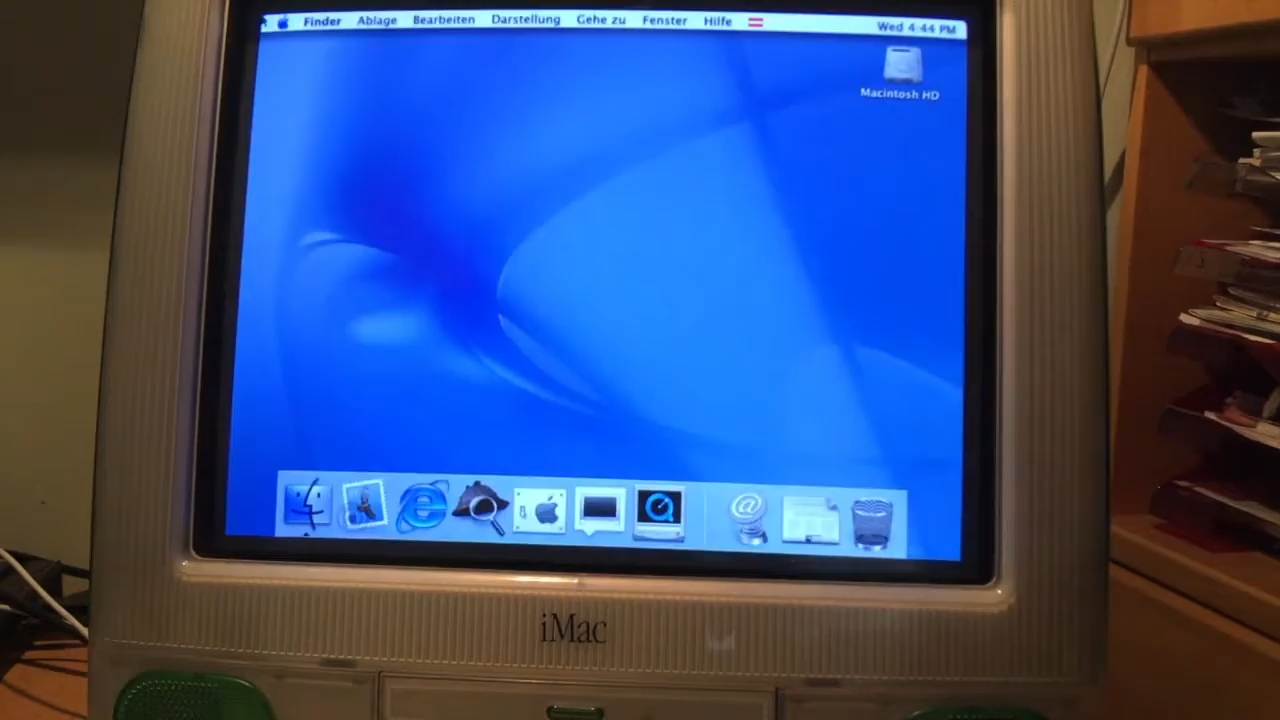 Finder Ablage Bearbeiten Darstellung Gehe zu Fenster Hilfe Wed 4:44 PM
Macintosh HD
@
iMac